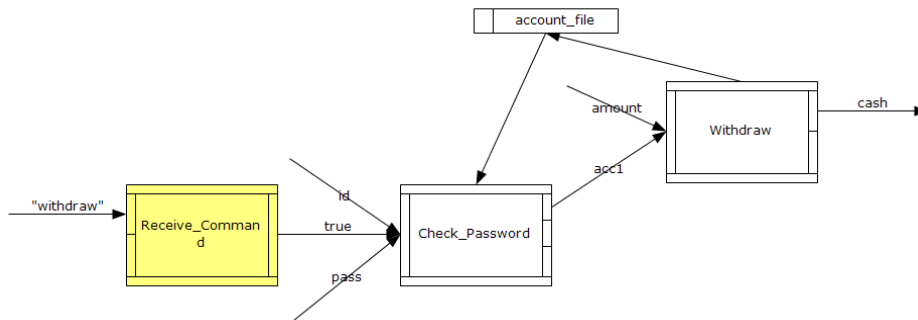 account_file
amount
cash
Withdraw
acc1
id
"withdraw"
Receive_Comman
d
true
Check_Password
pass